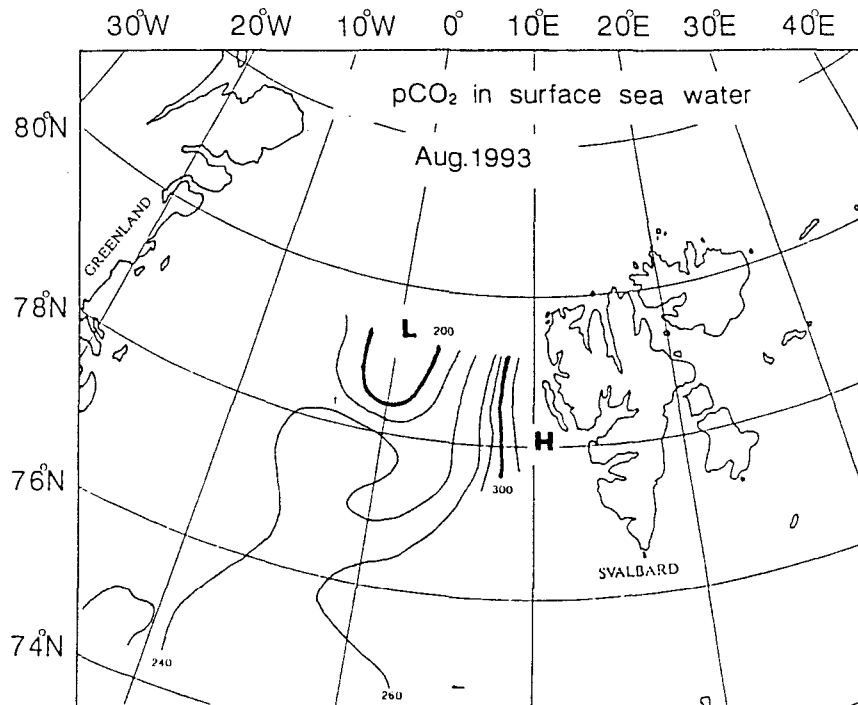 30°W 20°W 10°W 0° 10°E 20°E 30°E 40°E
pCO₂ in surface sea water
80°N
Aug.1993
GREENLAND
78°N
L 200
H
76°N
300
SVALBARD
74°N
240
260